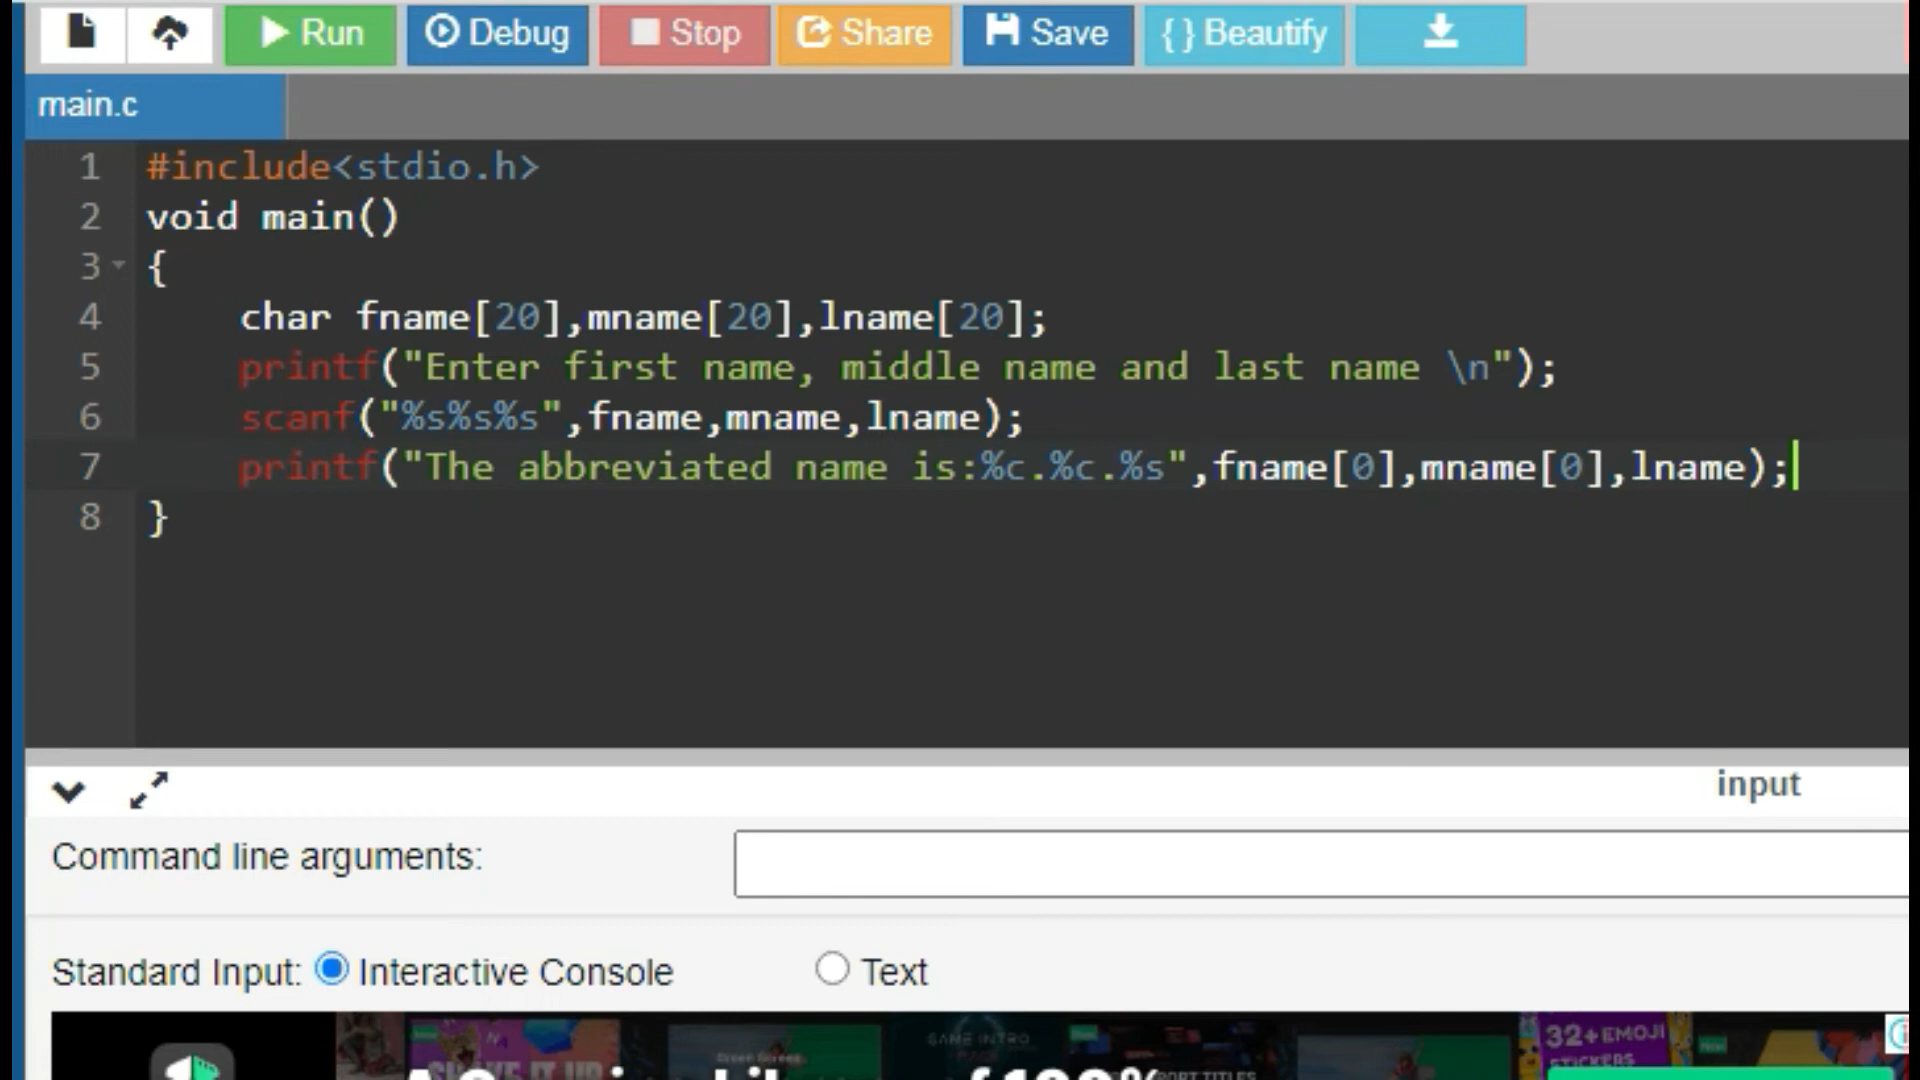 Run Debug Stop Share Save { } Beautify
main.c
1 #include<stdio.h>
2 void main()
3 {
4 char fname[20],mname[20],lname[20];
5 printf("Enter first name, middle name and last name \n");
6 scanf("%s%s%s",fname,mname,lname);
7 printf("The abbreviated name is:%c.%c.%s",fname[0],mname[0],lname);
8 }
input
Command line arguments:
Standard Input: Interactive Console Text
GAME INTRO
32+EMOJI
STICKERS